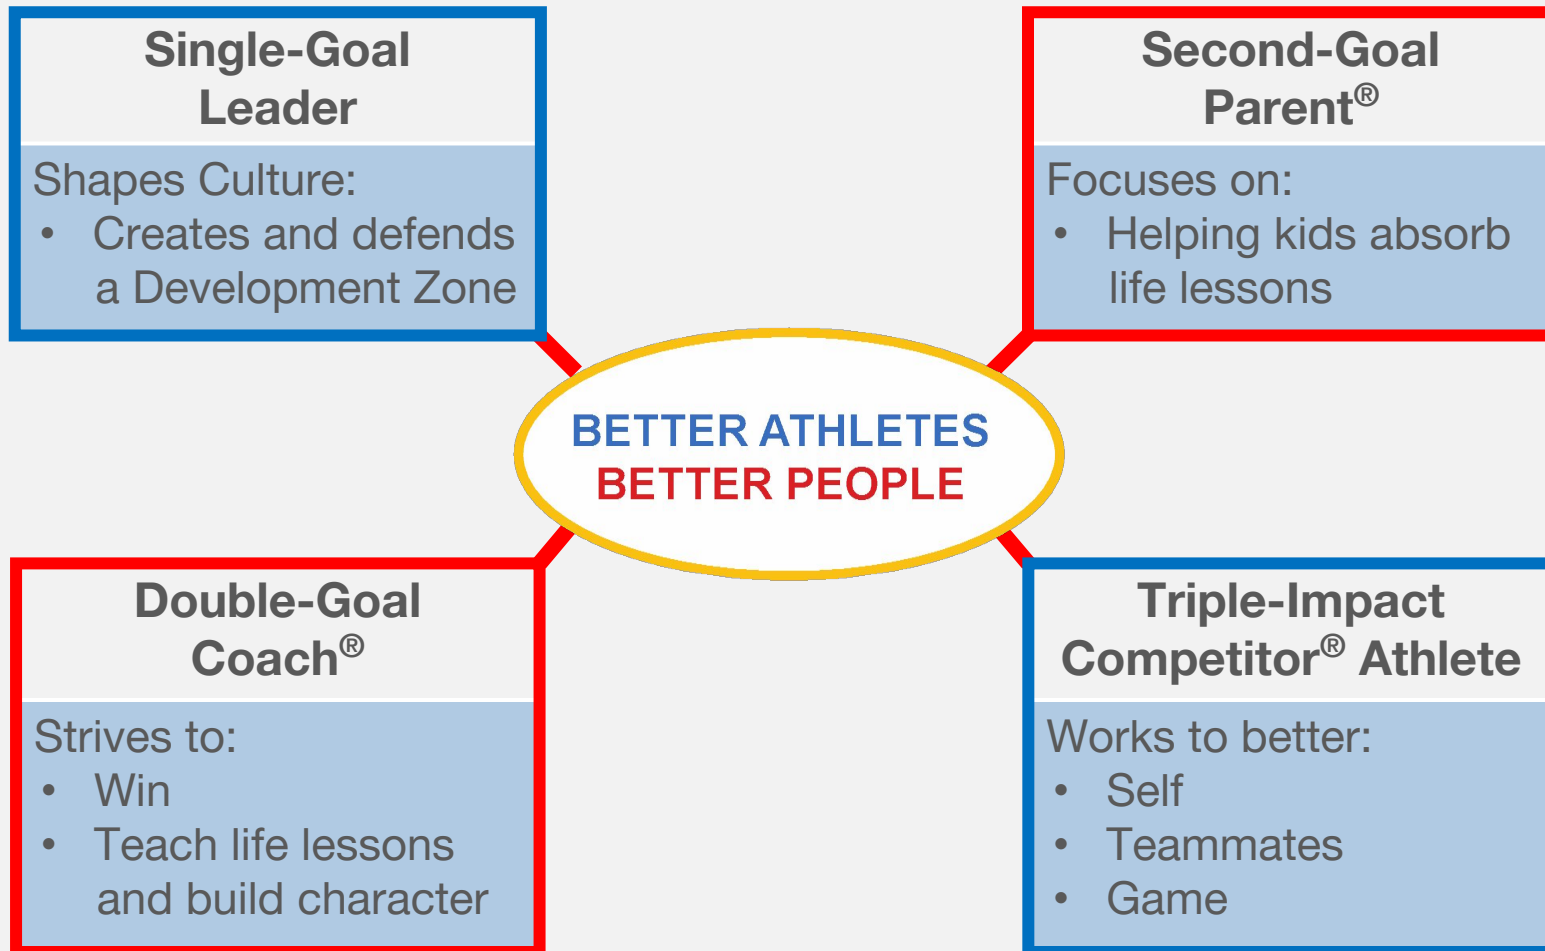 Single-Goal
Leader
Shapes Culture:
• Creates and defends
a Development Zone
Second-Goal
Parent®
Focuses on:
• Helping kids absorb
life lessons
BETTER ATHLETES
BETTER PEOPLE
Double-Goal
Coach®
Strives to:
• Win
• Teach life lessons
and build character
Triple-Impact
Competitor® Athlete
Works to better:
• Self
• Teammates
• Game